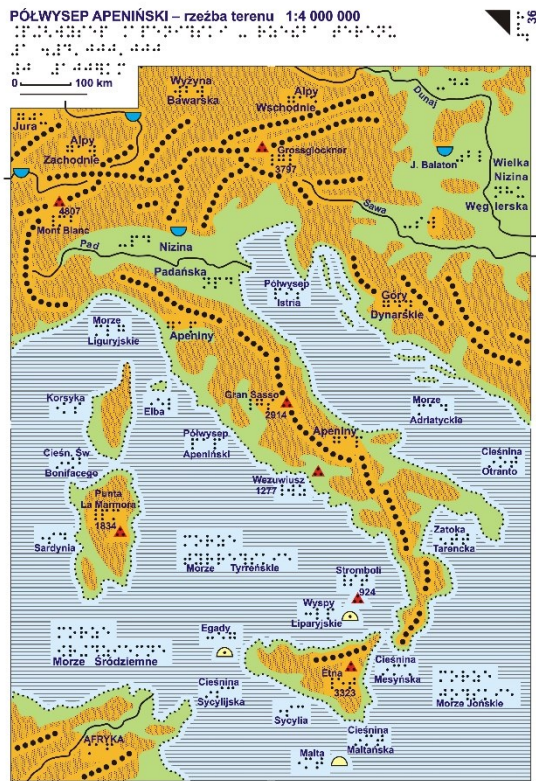 PÓŁWYSEP APENIŃSKI – rzeźba terenu 1:4 000 000
36
0 100 km
Wyżyna
Bawarska
Alpy
Wschodnie
Dunaj
Jura
Alpy
Zachodnie
Grossglockner
3797
J. Balaton
Wielka
Nizina
Węgierska
4807
Mont Blanc
Sawa
Pad
Nizina
Padańska
Półwysep
Istria
Góry
Dynarskie
Morze
Liguryjskie
Apeniny
Korsyka
Elba
Gran Sasso
2914
Morze
Adriatyckie
Półwysep
Apeniński
Apeniny
Cieśn. Św.
Bonifacego
Cieśnina
Otranto
Wezuwiusz
1277
Punta
La Marmora
1834
Sardynia
Zatoka
Tarencka
Morze Tyrreńskie
Stromboli
924
Wyspy
Liparyjskie
Egady
Morze Śródziemne
Cieśnina
Mesyńska
Etna
3323
Cieśnina
Sycylijska
Morze Jońskie
Sycylia
Cieśnina
Maltańska
AFRYKA
Malta